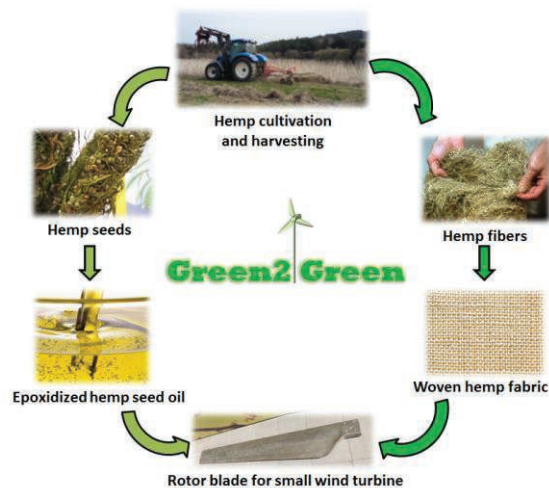 Hemp cultivation
and harvesting
Hemp seeds
Hemp fibers
Green2Green
Epoxidized hemp seed oil
Woven hemp fabric
Rotor blade for small wind turbine